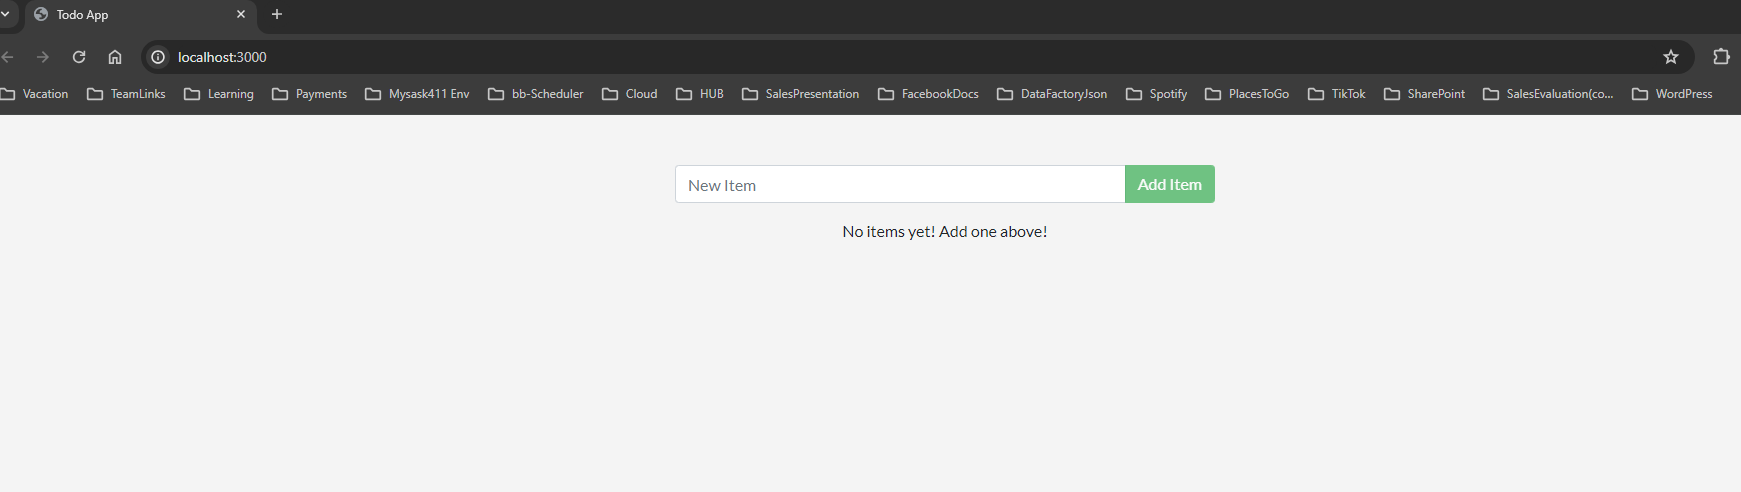 Todo App
localhost:3000
Vacation TeamLinks Learning Payments Mysask411 Env bb-Scheduler Cloud HUB SalesPresentation FacebookDocs DataFactoryJson Spotify PlacesToGo TikTok SharePoint SalesEvaluation(co... WordPress
New Item Add Item
No items yet! Add one above!